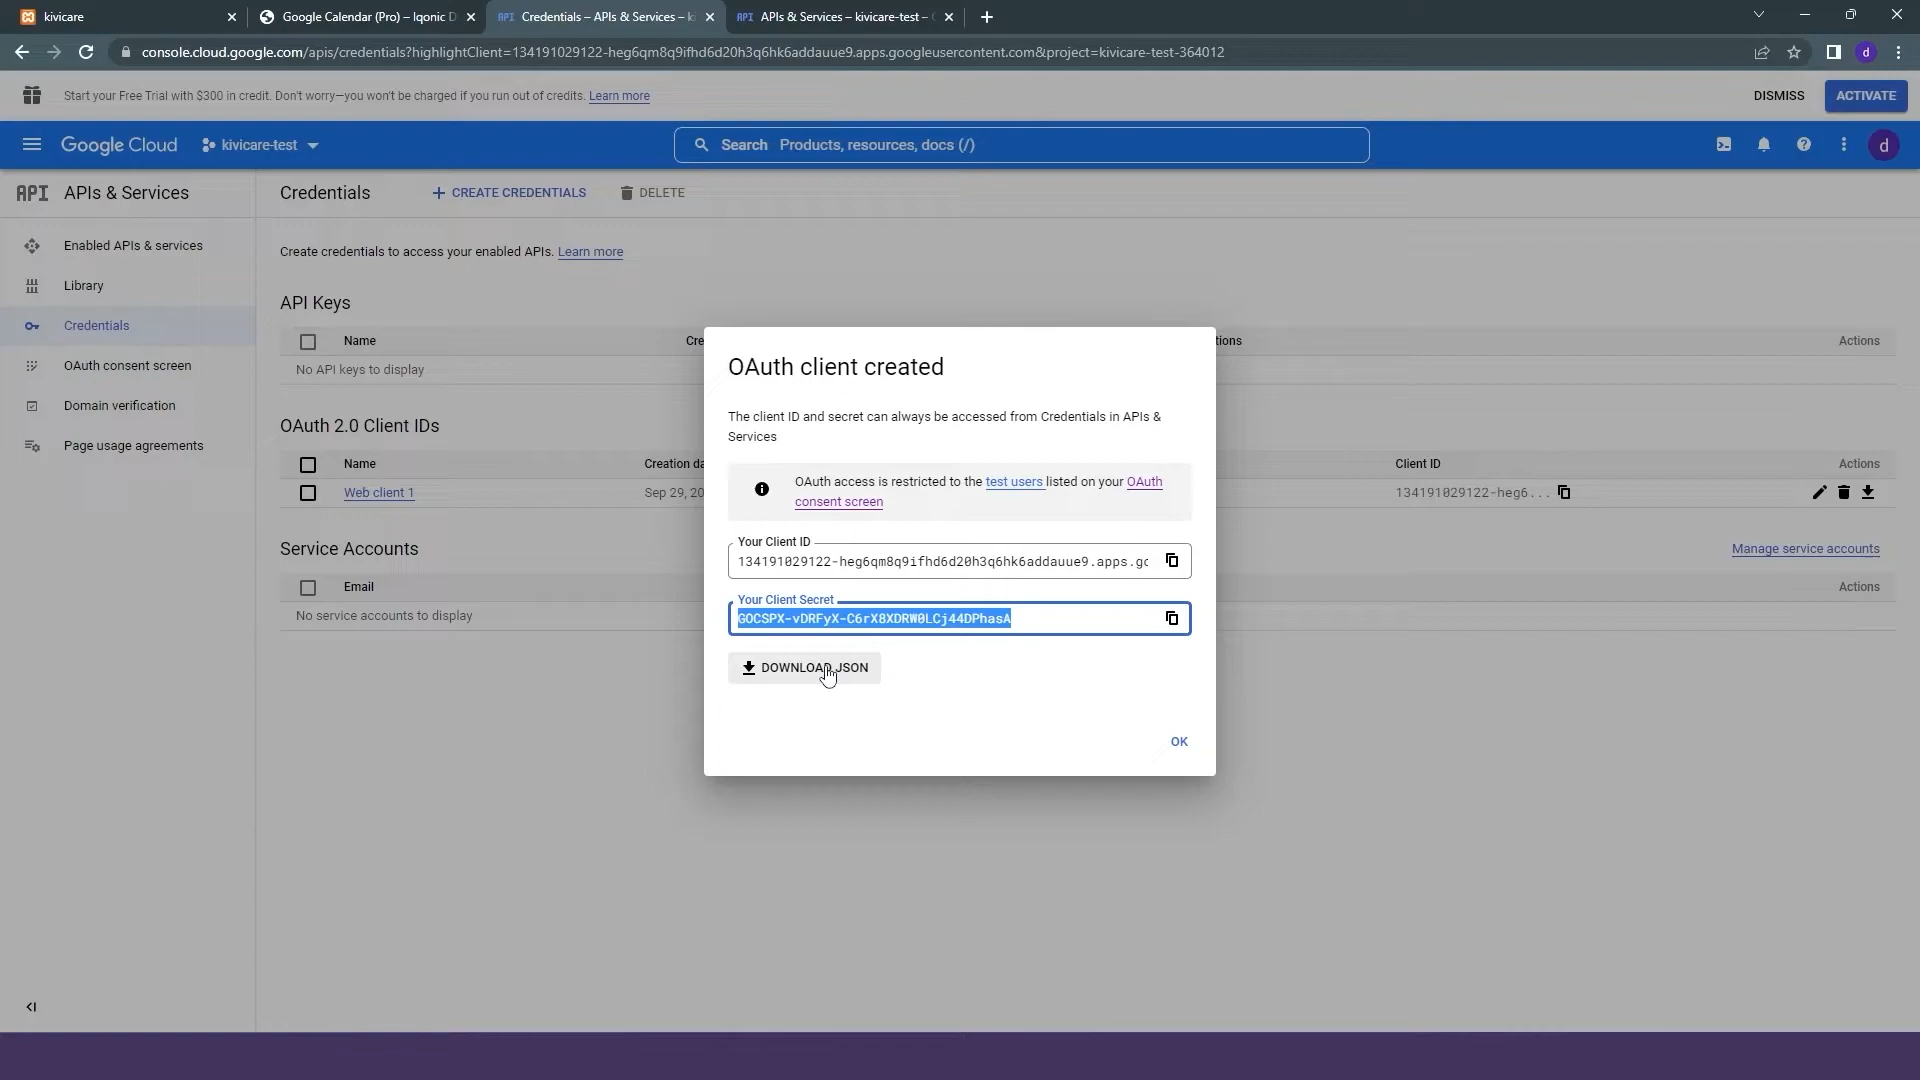 kivicare
Google Calendar (Pro) – Iqonic D
API Credentials – APIs & Services – ki
API APIs & Services – kivicare-test –
console.cloud.google.com/apis/credentials?highlightClient=134191029122-heg6qm8q9ifhd6d20h3q6hk6addauue9.apps.googleusercontent.com&project=kivicare-test-364012
d
Start your Free Trial with $300 in credit. Don't worry—you won't be charged if you run out of credits. Learn more
DISMISS
ACTIVATE
Google Cloud
kivicare-test
Search Products, resources, docs (/)
d
API APIs & Services
Credentials
CREATE CREDENTIALS
DELETE
Enabled APIs & services
Library
Credentials
OAuth consent screen
Domain verification
Page usage agreements
Create credentials to access your enabled APIs. Learn more
API Keys
Name
Cre
tions
Actions
No API keys to display
OAuth 2.0 Client IDs
Name
Creation da
Client ID
Actions
Web client 1
Sep 29, 20
134191029122-heg6...
Service Accounts
Manage service accounts
Email
Actions
No service accounts to display
OAuth client created
The client ID and secret can always be accessed from Credentials in APIs &
Services
OAuth access is restricted to the test users listed on your OAuth
consent screen
Your Client ID
134191029122-heg6qm8q9ifhd6d20h3q6hk6addauue9.apps.gc
Your Client Secret
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
DOWNLOAD JSON
OK